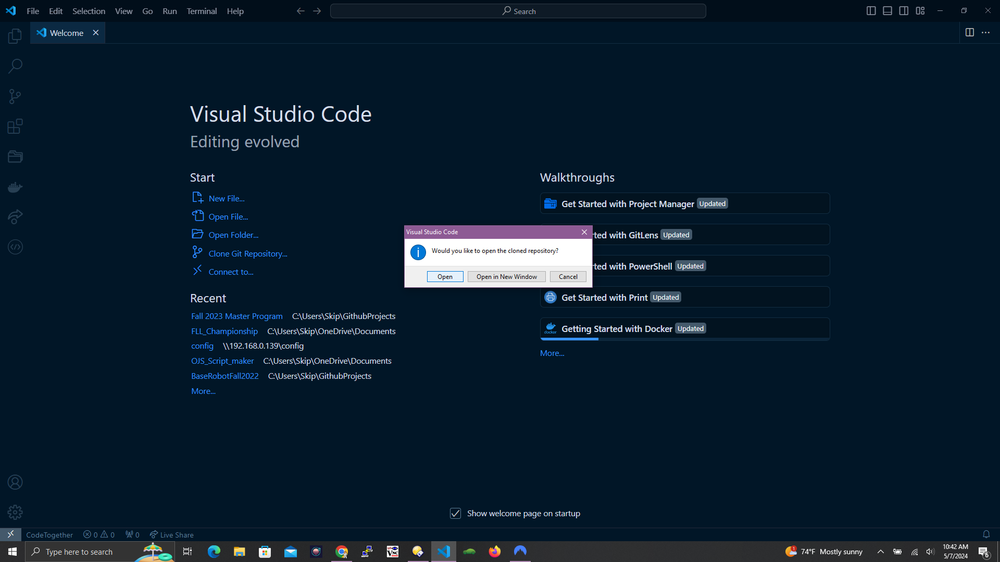 File Edit Selection View Go Run Terminal Help
Search
Welcome
Visual Studio Code
Editing evolved
Start
New File...
Open File...
Open Folder...
Clone Git Repository...
Connect to...
Recent
Fall 2023 Master Program C:\Users\Skip\GithubProjects
FLL_Championship C:\Users\Skip\OneDrive\Documents
config \\192.168.0.139\config
OJS_Script_maker C:\Users\Skip\OneDrive\Documents
BaseRobotFall2022 C:\Users\Skip\GithubProjects
More...
Walkthroughs
Get Started with Project Manager Updated
rted with GitLens Updated
rted with PowerShell Updated
Get Started with Print Updated
docker
Getting Started with Docker Updated
More...
Visual Studio Code
Would you like to open the cloned repository?
Open Open in New Window Cancel
Show welcome page on startup
CodeTogether 0 0 0 Live Share
Type here to search
VNC
1
74°F Mostly sunny
10:42 AM
5/7/2024
6